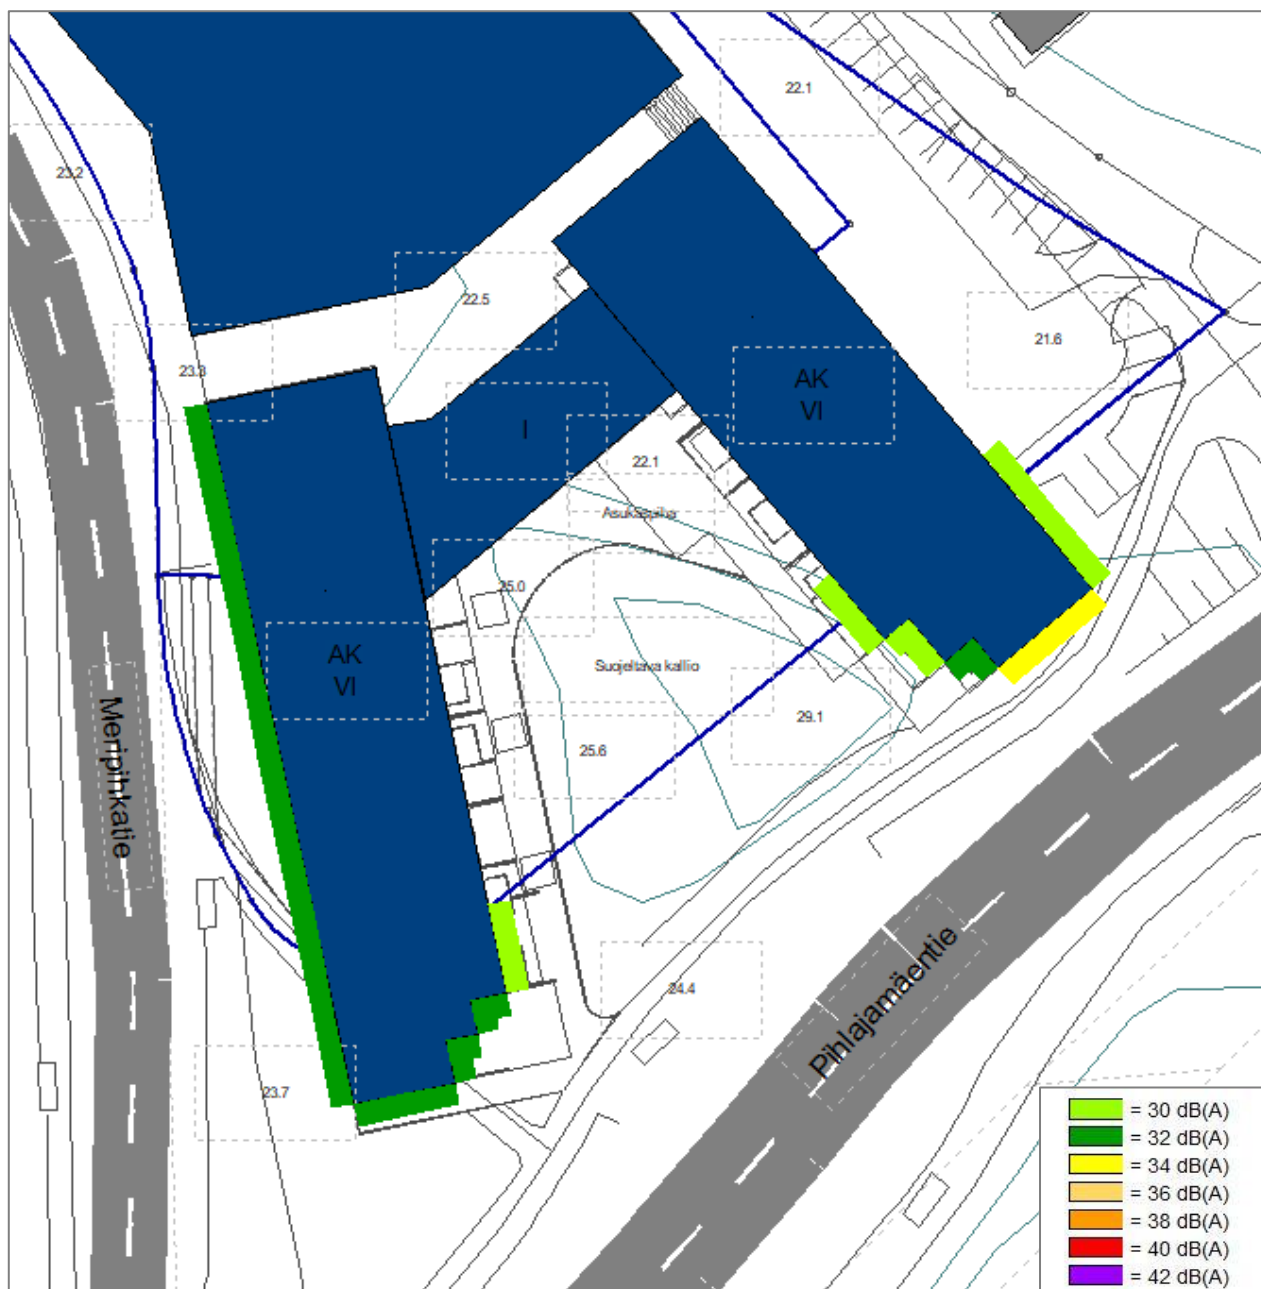 22.1
23.2
22.5
21.6
23.3
AK
VI
I
22.1
Asukaspiha
25.0
AK
VI
Suojeltava kallio
29.1
25.6
Meripihkatie
24.4
Pihlajamäentie
23.7
= 30 dB(A)
= 32 dB(A)
= 34 dB(A)
= 36 dB(A)
= 38 dB(A)
= 40 dB(A)
= 42 dB(A)